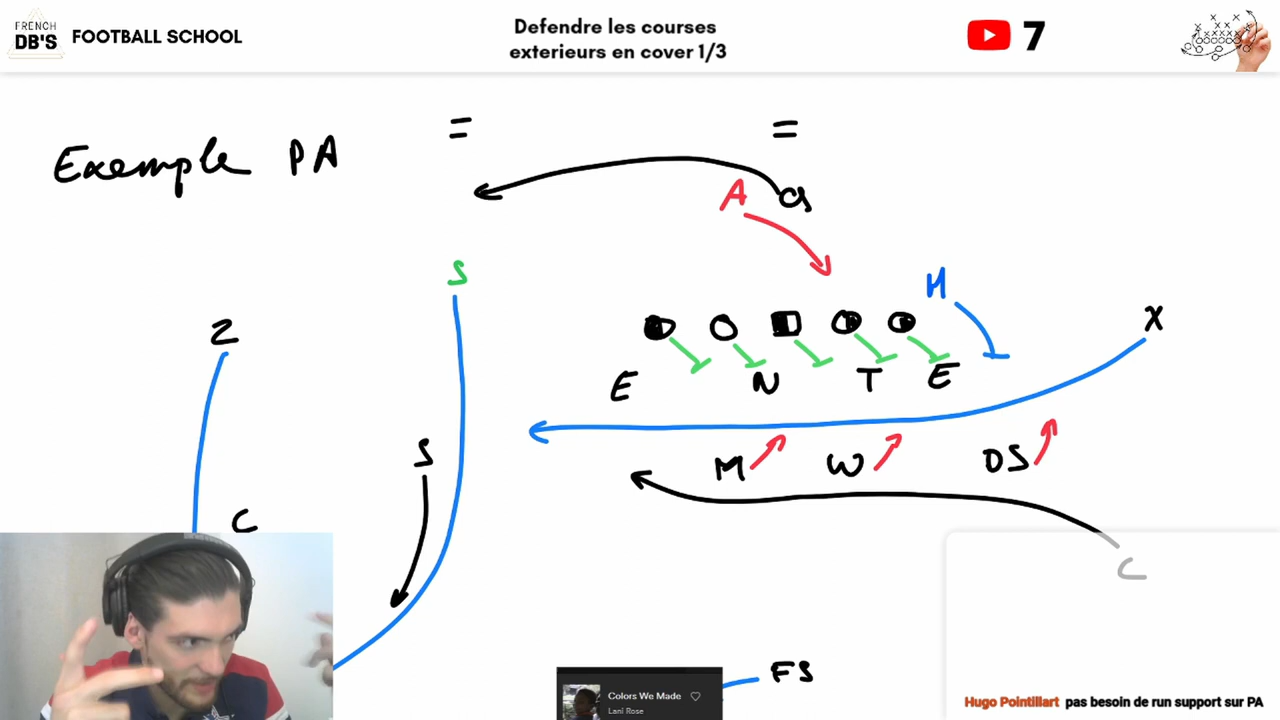 FRENCH
DB'S
FOOTBALL SCHOOL
Defendre les courses
exterieurs en cover 1/3
7
Exemple PA
= =
A Q
S M
Z X
E N T E
S M W OS
C C
FS
Colors We Made
Lani Rose
Hugo Pointillart pas besoin de run support sur PA